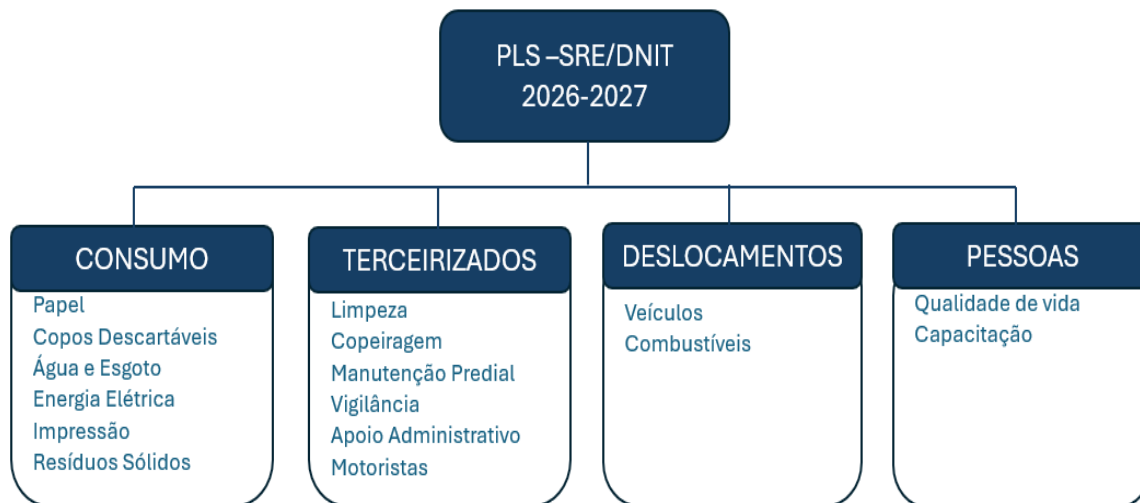 PLS –SRE/DNIT
2026-2027
CONSUMO
Papel
Copos Descartáveis
Água e Esgoto
Energia Elétrica
Impressão
Resíduos Sólidos
TERCEIRIZADOS
Limpeza
Copeiragem
Manutenção Predial
Vigilância
Apoio Administrativo
Motoristas
DESLOCAMENTOS
Veículos
Combustíveis
PESSOAS
Qualidade de vida
Capacitação